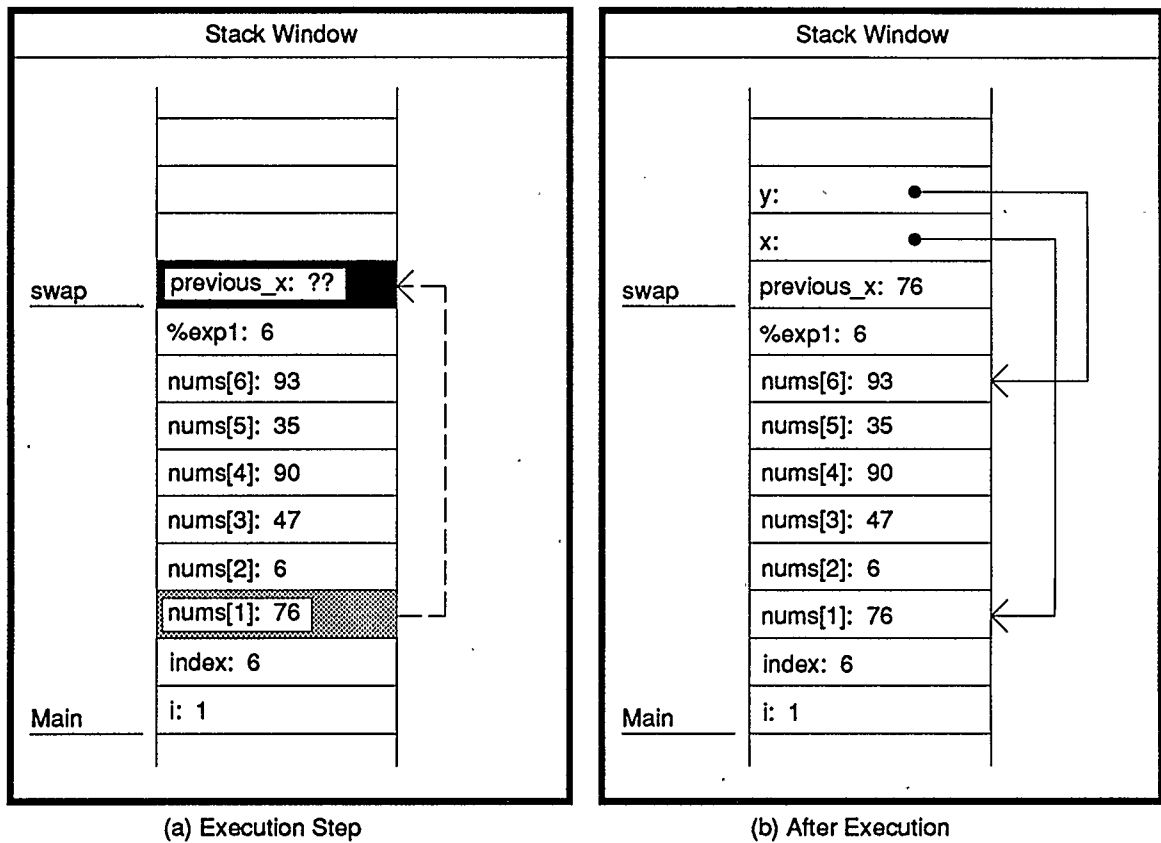 Stack Window
previous_x: ??
swap
%exp1: 6
nums[6]: 93
nums[5]: 35
nums[4]: 90
nums[3]: 47
nums[2]: 6
nums[1]: 76
index: 6
i: 1
Main
(a) Execution Step
Stack Window
y:
x:
previous_x: 76
swap
%exp1: 6
nums[6]: 93
nums[5]: 35
nums[4]: 90
nums[3]: 47
nums[2]: 6
nums[1]: 76
index: 6
i: 1
Main
(b) After Execution